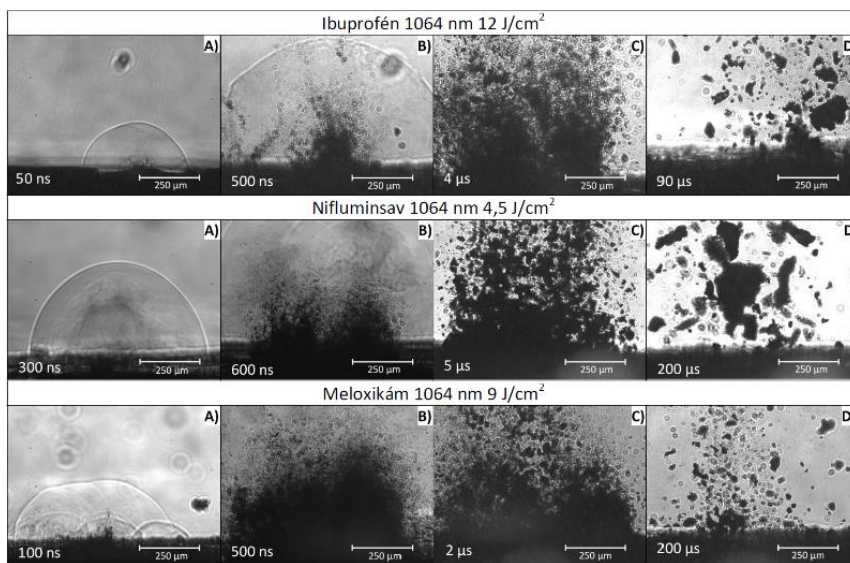 Ibuprofén 1064 nm 12 J/cm²
A) B) C) D
50 ns 500 ns 4 µs 90 µs
250 µm 250 µm 250 µm 250 µm
Nifluminsav 1064 nm 4,5 J/cm²
A) B) C) D
300 ns 600 ns 5 µs 200 µs
250 µm 250 µm 250 µm 250 µm
Meloxikám 1064 nm 9 J/cm²
A) B) C) D
100 ns 500 ns 2 µs 200 µs
250 µm 250 µm 250 µm 250 µm